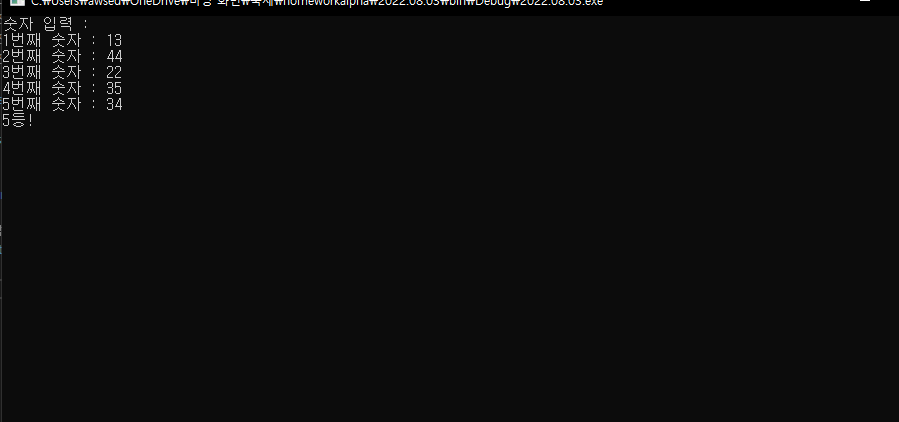 C:₩Users₩awsed₩OneDrive₩바탕 화면₩숙제₩homeworkalpha₩2022.08.03₩bin₩Debug₩2022.08.03.exe
숫자 입력 :
1번째 숫자 : 13
2번째 숫자 : 44
3번째 숫자 : 22
4번째 숫자 : 35
5번째 숫자 : 34
5등!